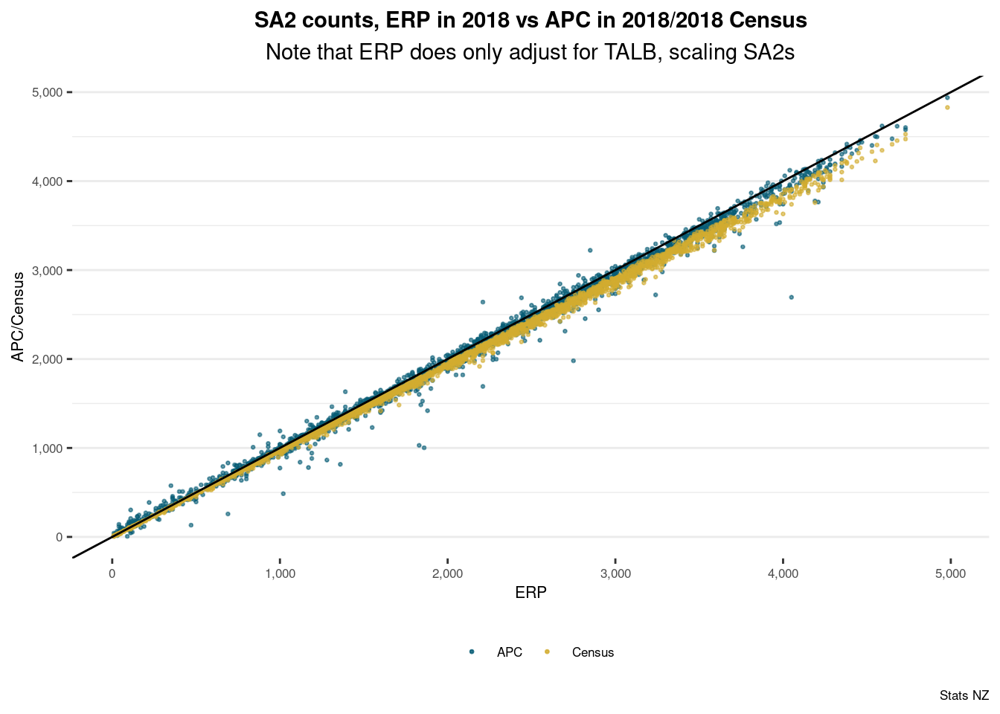 SA2 counts, ERP in 2018 vs APC in 2018/2018 Census
Note that ERP does only adjust for TALB, scaling SA2s
5,000
4,000
3,000
2,000
1,000
0
APC/Census
0 1,000 2,000 3,000 4,000 5,000
ERP
APC Census
Stats NZ